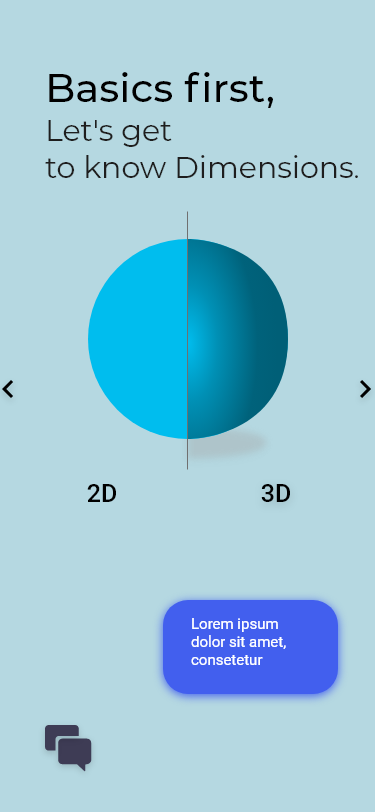 Basics first,
Let's get
to know Dimensions.
2D
3D
Lorem ipsum
dolor sit amet,
consetetur